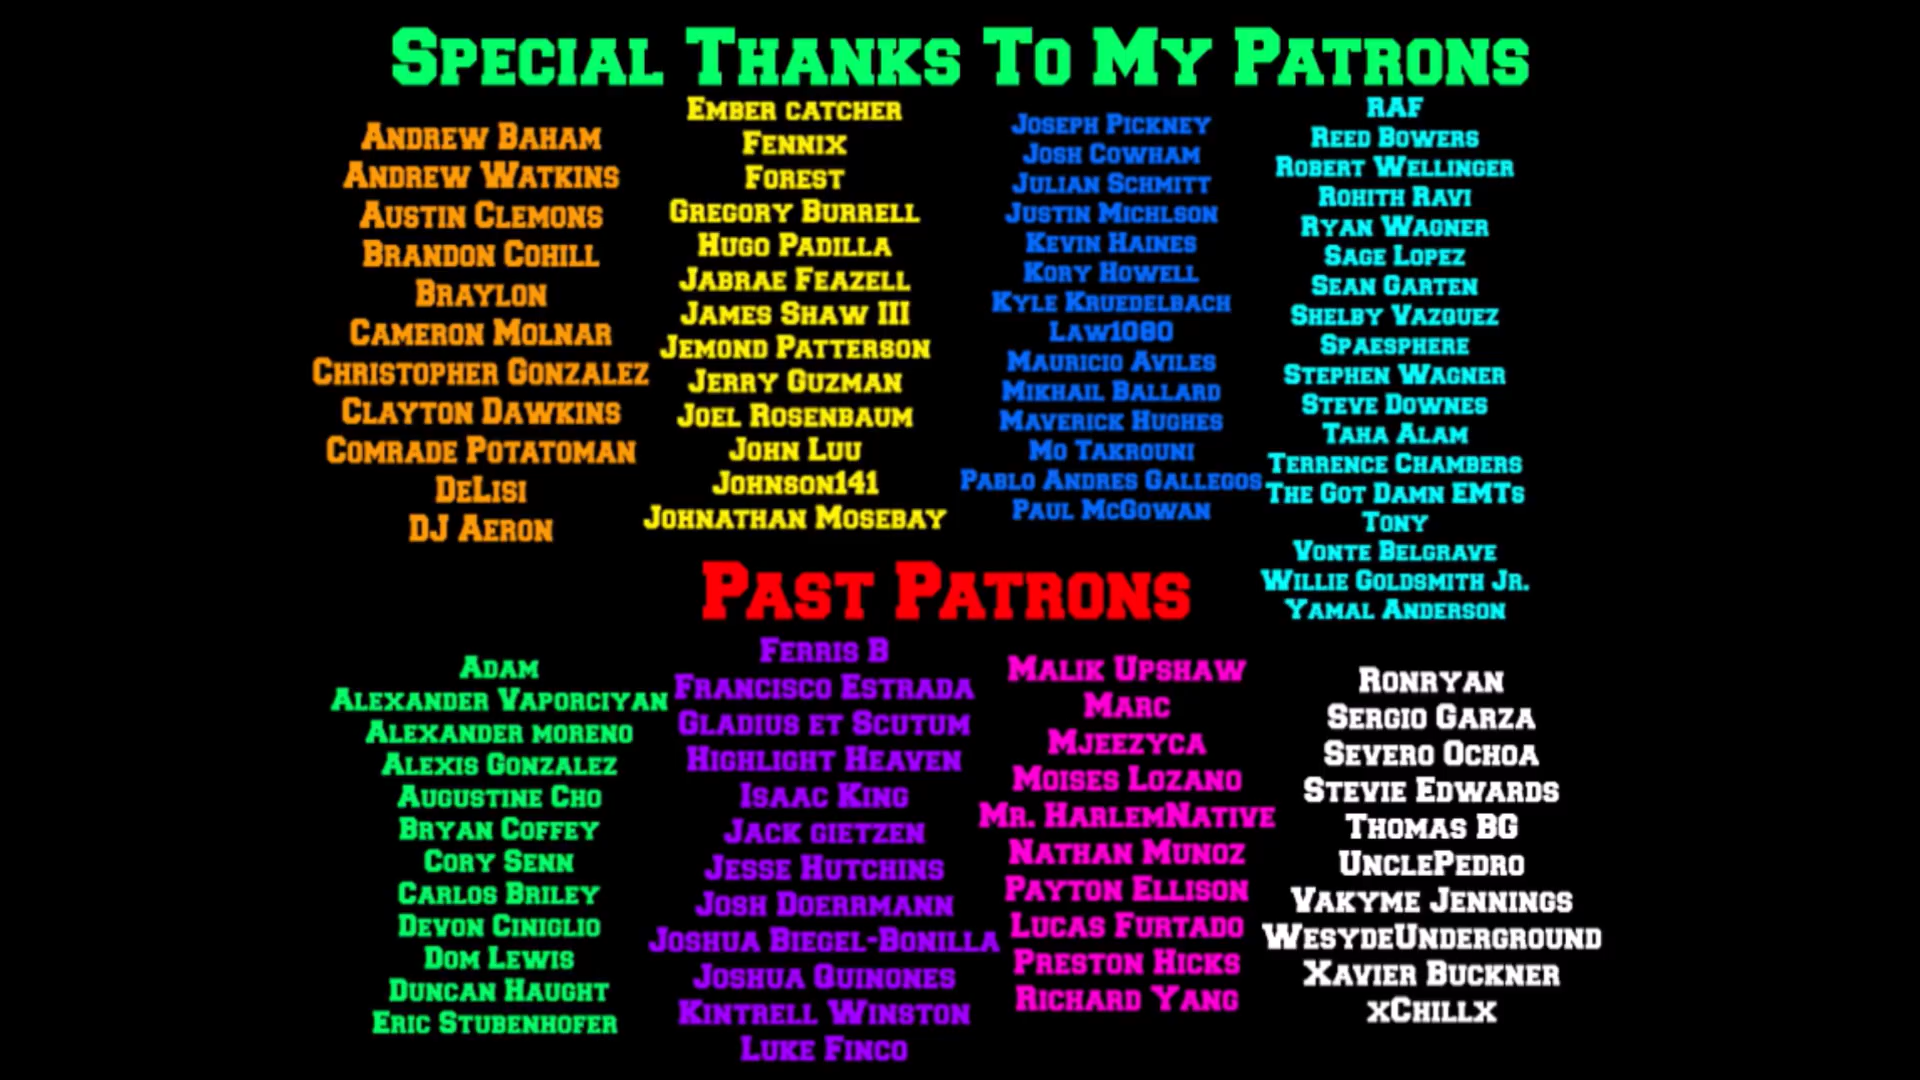 Special Thanks To My Patrons
Andrew Baham
Andrew Watkins
Austin Clemons
Brandon Cohill
Braylon
Cameron Molnar
Christopher Gonzalez
Clayton Dawkins
Comrade Potatoman
DeLisi
DJ Aeron
Ember catcher
Fennix
Forest
Gregory Burrell
Hugo Padilla
Jabrae Feazell
James Shaw III
Jemond Patterson
Jerry Guzman
Joel Rosenbaum
John Luu
Johnson141
Johnathan Mosebay
Joseph Pickney
Josh Cowham
Julian Schmitt
Justin Michlson
Kevin Haines
Kory Howell
Kyle Kruedelbach
Law1080
Mauricio Aviles
Mikhail Ballard
Maverick Hughes
Mo Takrouni
Pablo Andres Gallegos
Paul McGowan
RAF
Reed Bowers
Robert Wellinger
Rohith Ravi
Ryan Wagner
Sage Lopez
Sean Garten
Shelby Vazquez
Spaesphere
Stephen Wagner
Steve Downes
Taha Alam
Terrence Chambers
The Got Damn EMTs
Tony
Vonte Belgrave
Willie Goldsmith Jr.
Yamal Anderson
Past Patrons
Adam
Alexander Vaporciyan
Alexander moreno
Alexis Gonzalez
Augustine Cho
Bryan Coffey
Cory Senn
Carlos Briley
Devon Ciniglio
Dom Lewis
Duncan Haught
Eric Stubenhofer
Ferris B
Francisco Estrada
Gladius et Scutum
Highlight Heaven
Isaac King
Jack gietzen
Jesse Hutchins
Josh Doerrmann
Joshua Biegel-Bonilla
Joshua Quinones
Kintrell Winston
Luke Finco
Malik Upshaw
Marc
Mjeezyca
Moises Lozano
Mr. HarlemNative
Nathan Munoz
Payton Ellison
Lucas Furtado
Preston Hicks
Richard Yang
Ronryan
Sergio Garza
Severo Ochoa
Stevie Edwards
Thomas BG
UnclePedro
Vakyme Jennings
WesydeUnderground
Xavier Buckner
xChillx